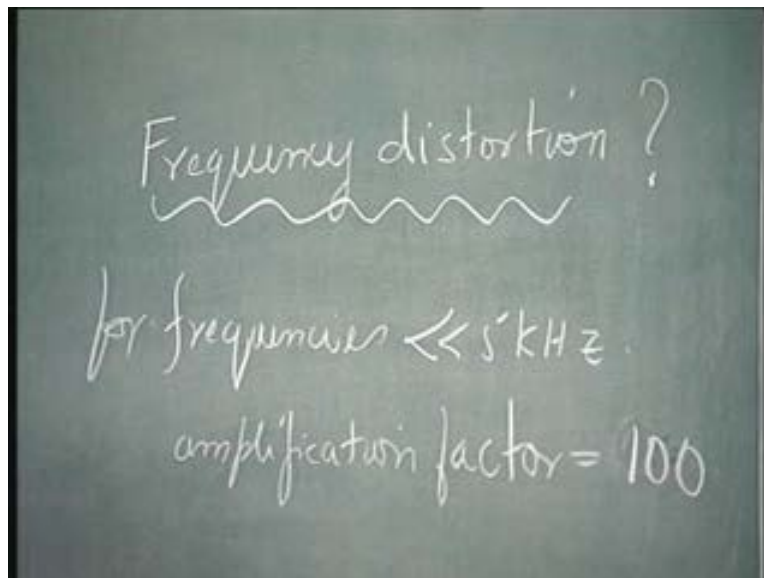 Frequency distortion ?
for frequencies << 5 kHz.
amplification factor = 100